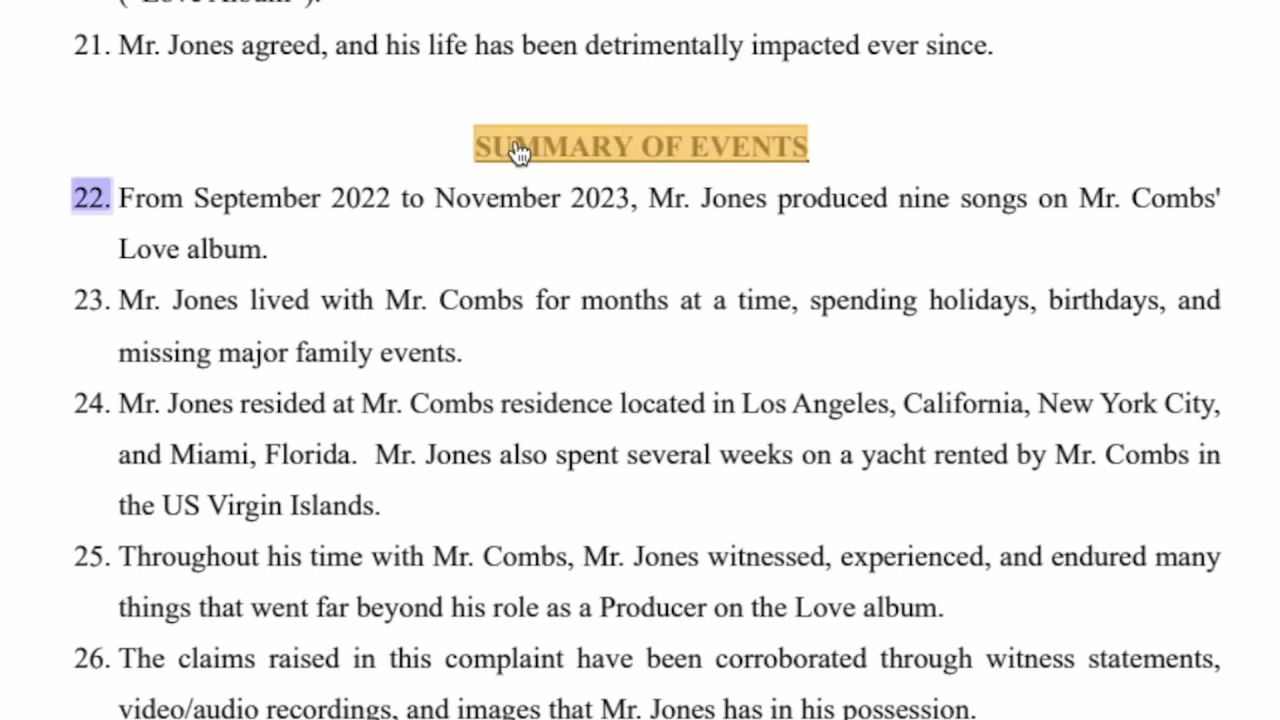 21. Mr. Jones agreed, and his life has been detrimentally impacted ever since.
SUMMARY OF EVENTS
22. From September 2022 to November 2023, Mr. Jones produced nine songs on Mr. Combs'
Love album.
23. Mr. Jones lived with Mr. Combs for months at a time, spending holidays, birthdays, and
missing major family events.
24. Mr. Jones resided at Mr. Combs residence located in Los Angeles, California, New York City,
and Miami, Florida.  Mr. Jones also spent several weeks on a yacht rented by Mr. Combs in
the US Virgin Islands.
25. Throughout his time with Mr. Combs, Mr. Jones witnessed, experienced, and endured many
things that went far beyond his role as a Producer on the Love album.
26. The claims raised in this complaint have been corroborated through witness statements,
video/audio recordings, and images that Mr. Jones has in his possession.